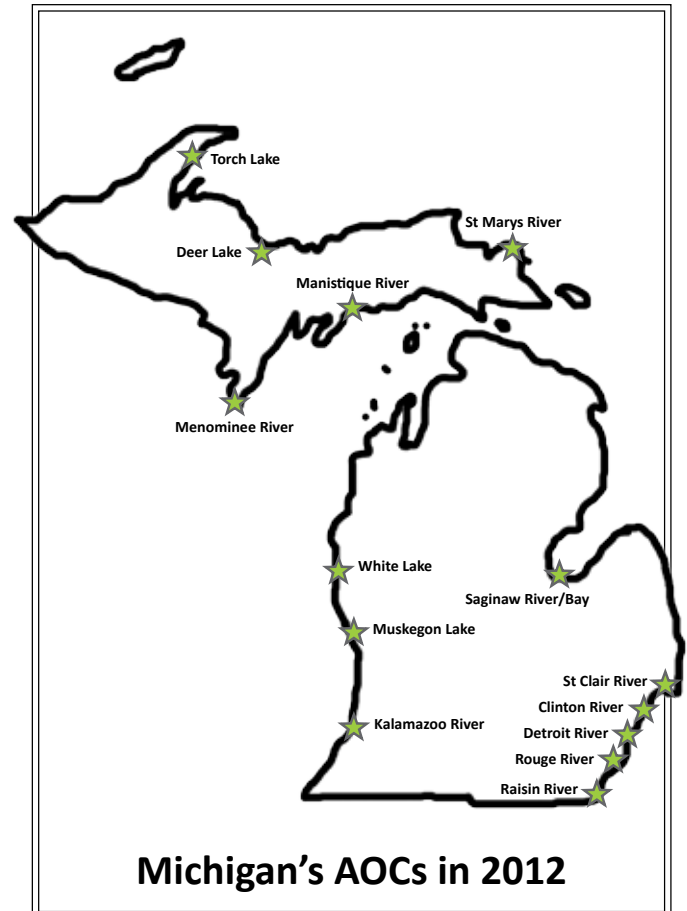 Torch Lake
St Marys River
Deer Lake
Manistique River
Menominee River
White Lake
Saginaw River/Bay
Muskegon Lake
St Clair River
Clinton River
Kalamazoo River
Detroit River
Rouge River
Raisin River
Michigan's AOCs in 2012